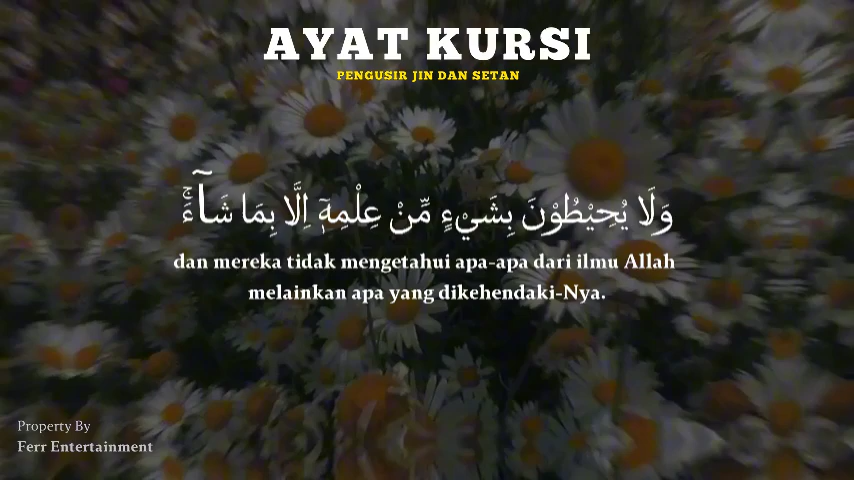 AYAT KURSI
PENGUSIR JIN DAN SETAN
وَلَا يُحِيْطُوْنَ بِشَيْءٍ مِّنْ عِلْمِهٖٓ اِلَّا بِمَا شَاۤءَۚ
dan mereka tidak mengetahui apa-apa dari ilmu Allah
melainkan apa yang dikehendaki-Nya.
Property By
Ferr Entertainment